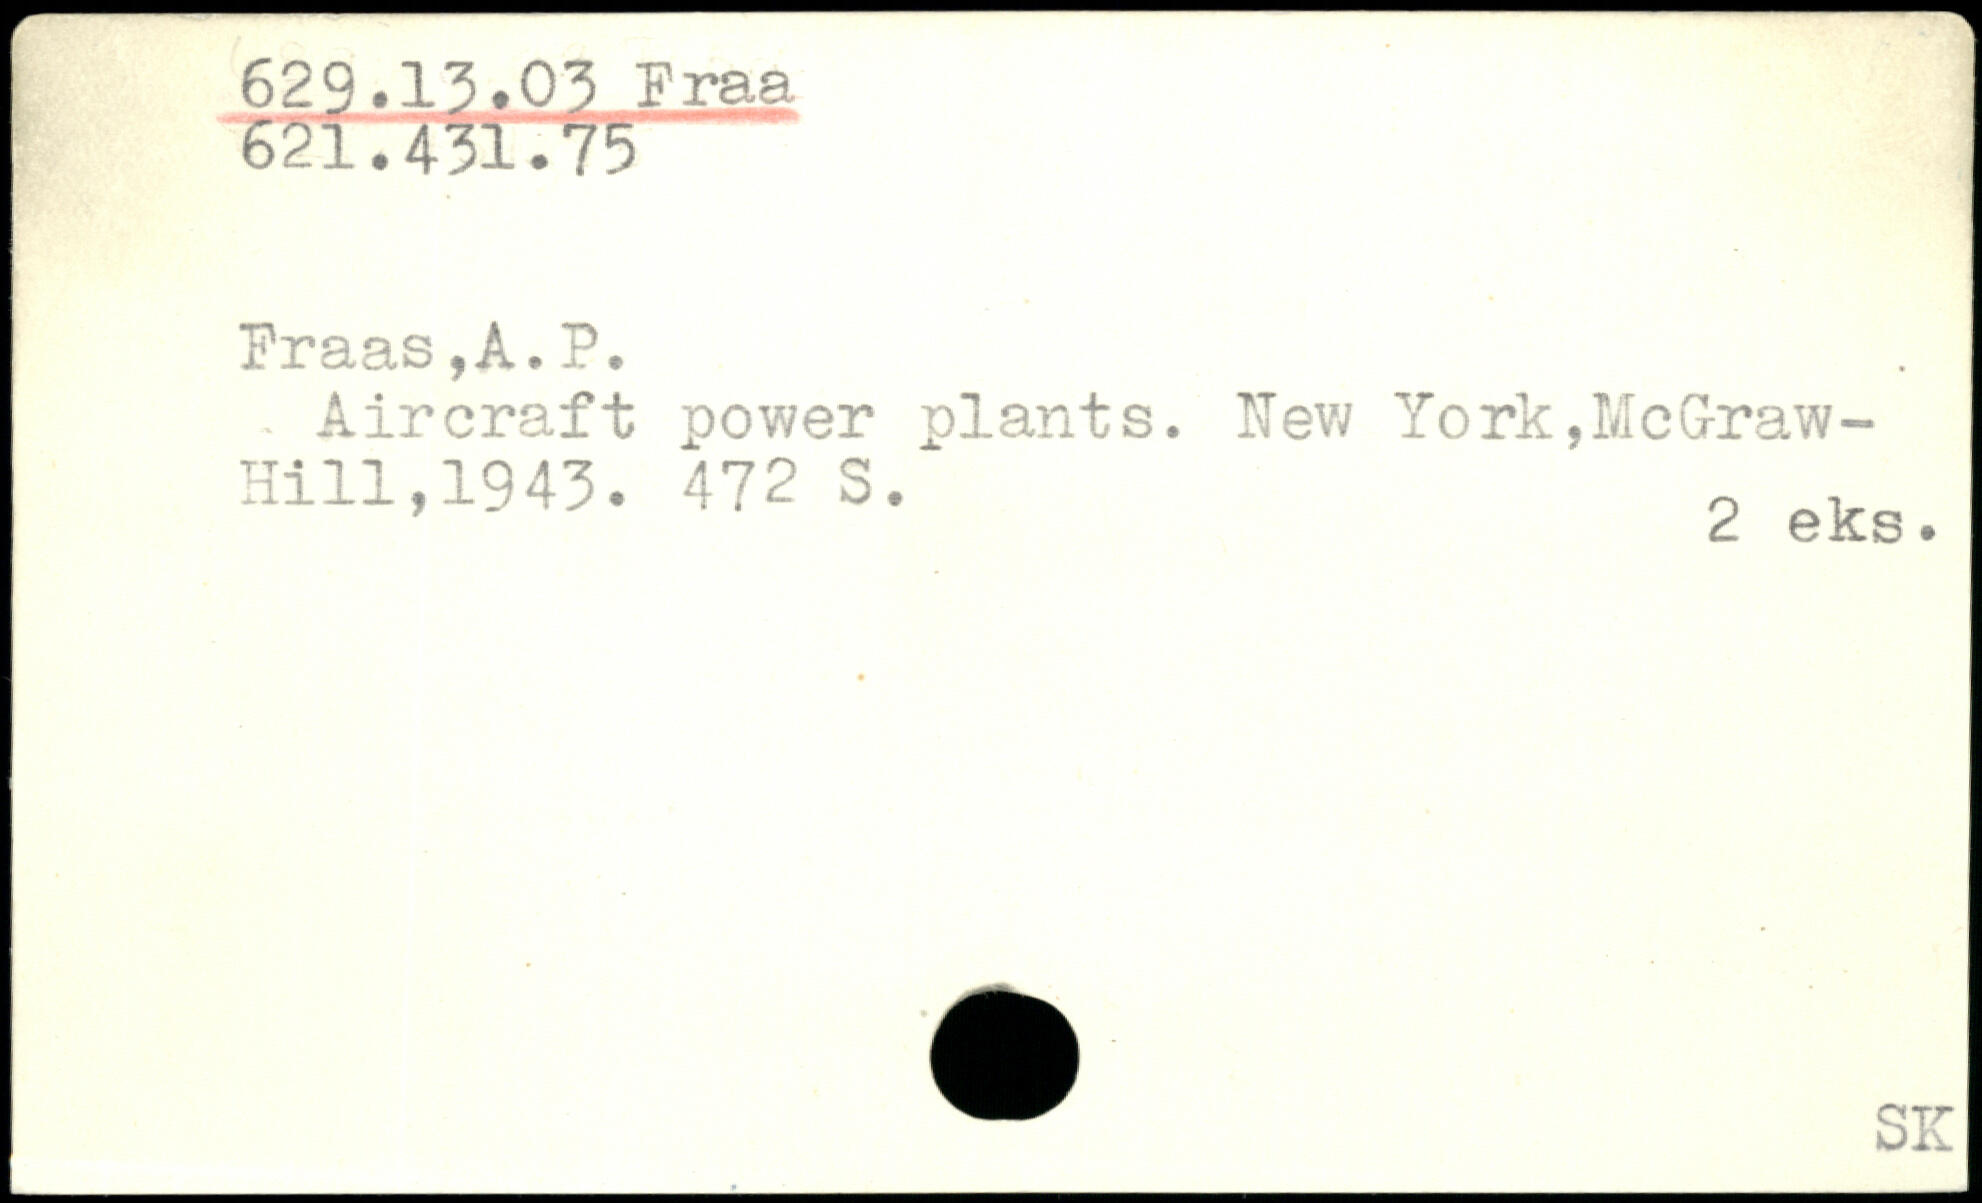 629.13.03 Fraa
621.431.75
Fraas,A.P.
Aircraft power plants. New York,McGraw-
Hill,1943. 472 S.
2 eks.
SK